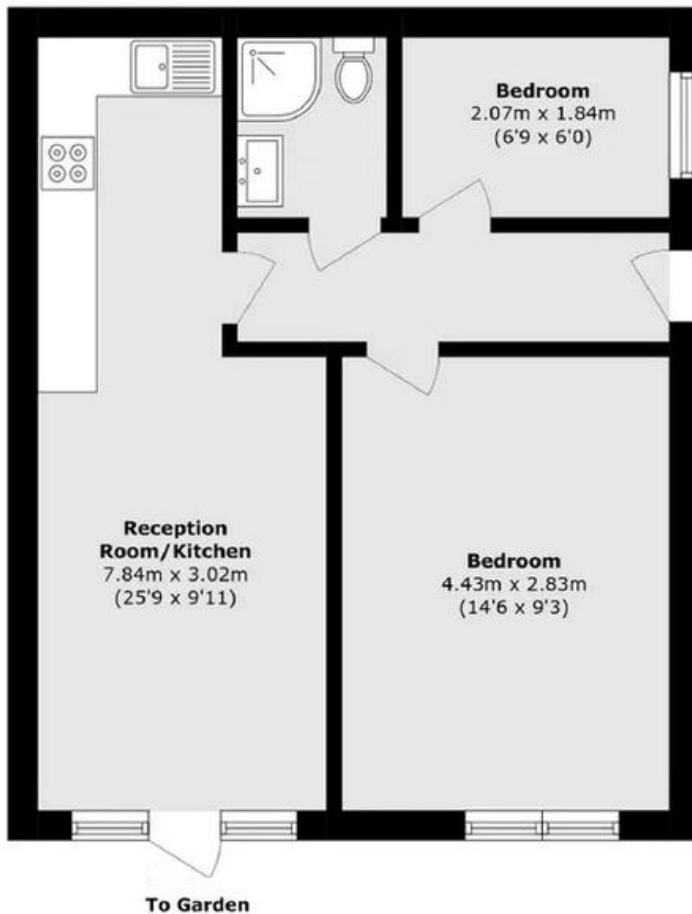 Bedroom
2.07m x 1.84m
(6'9 x 6'0)
Reception
Room/Kitchen
7.84m x 3.02m
(25'9 x 9'11)
Bedroom
4.43m x 2.83m
(14'6 x 9'3)
To Garden